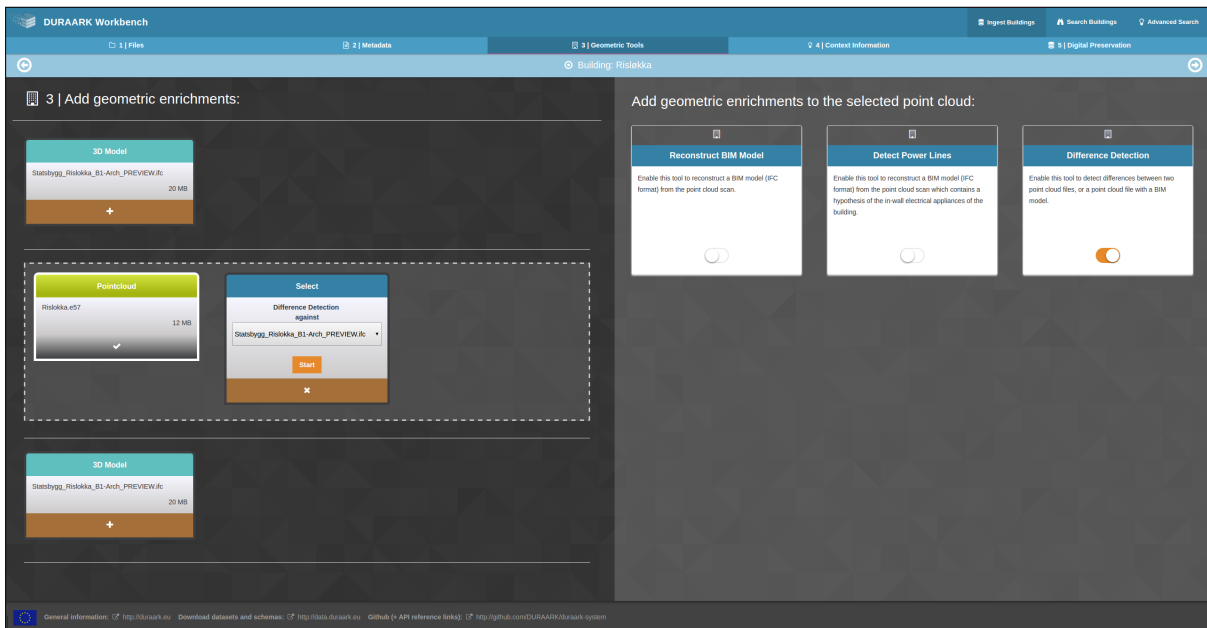 DURAARK Workbench
Ingest Buildings
Search Buildings
Advanced Search
1 | Files
2 | Metadata
3 | Geometric Tools
4 | Context Information
5 | Digital Preservation
Building: Risløkka
3 | Add geometric enrichments:
3D Model
Statsbygg_Rislokka_B1-Arch_PREVIEW.ifc
20 MB
Pointcloud
Rislokka.e57
12 MB
Select
Difference Detection
against
Statsbygg_Rislokka_B1-Arch_PREVIEW.ifc
Start
3D Model
Statsbygg_Rislokka_B1-Arch_PREVIEW.ifc
20 MB
Add geometric enrichments to the selected point cloud:
Reconstruct BIM Model
Enable this tool to reconstruct a BIM model (IFC
format) from the point cloud scan.
Detect Power Lines
Enable this tool to reconstruct a BIM model (IFC
format) from the point cloud scan which contains a
hypothesis of the in-wall electrical appliances of the
building.
Difference Detection
Enable this tool to detect differences between two
point cloud files, or a point cloud file with a BIM
model.
General information: http://duraark.eu Download datasets and schemas: http://data.duraark.eu Github (+ API reference links): http://github.com/DURAARK/duraark-system